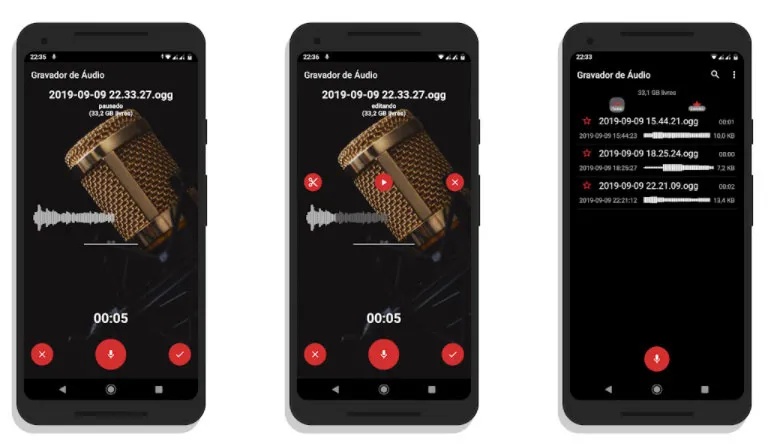 22:35
Gravador de Áudio
2019-09-09 22.33.27.ogg
pausado
(33,2 GB livres)
00:05
22:36
Gravador de Áudio
2019-09-09 22.33.27.ogg
editando
(33,2 GB livres)
00:05
22:33
Gravador de Áudio
33,1 GB livres
2019-09-09 15.44.21.ogg 00:01
2019-09-09 15:44:23 10,0 KB
2019-09-09 18.25.24.ogg 00:00
2019-09-09 18:25:27 7,2 KB
2019-09-09 22.21.09.ogg 00:02
2019-09-09 22:21:12 13,4 KB